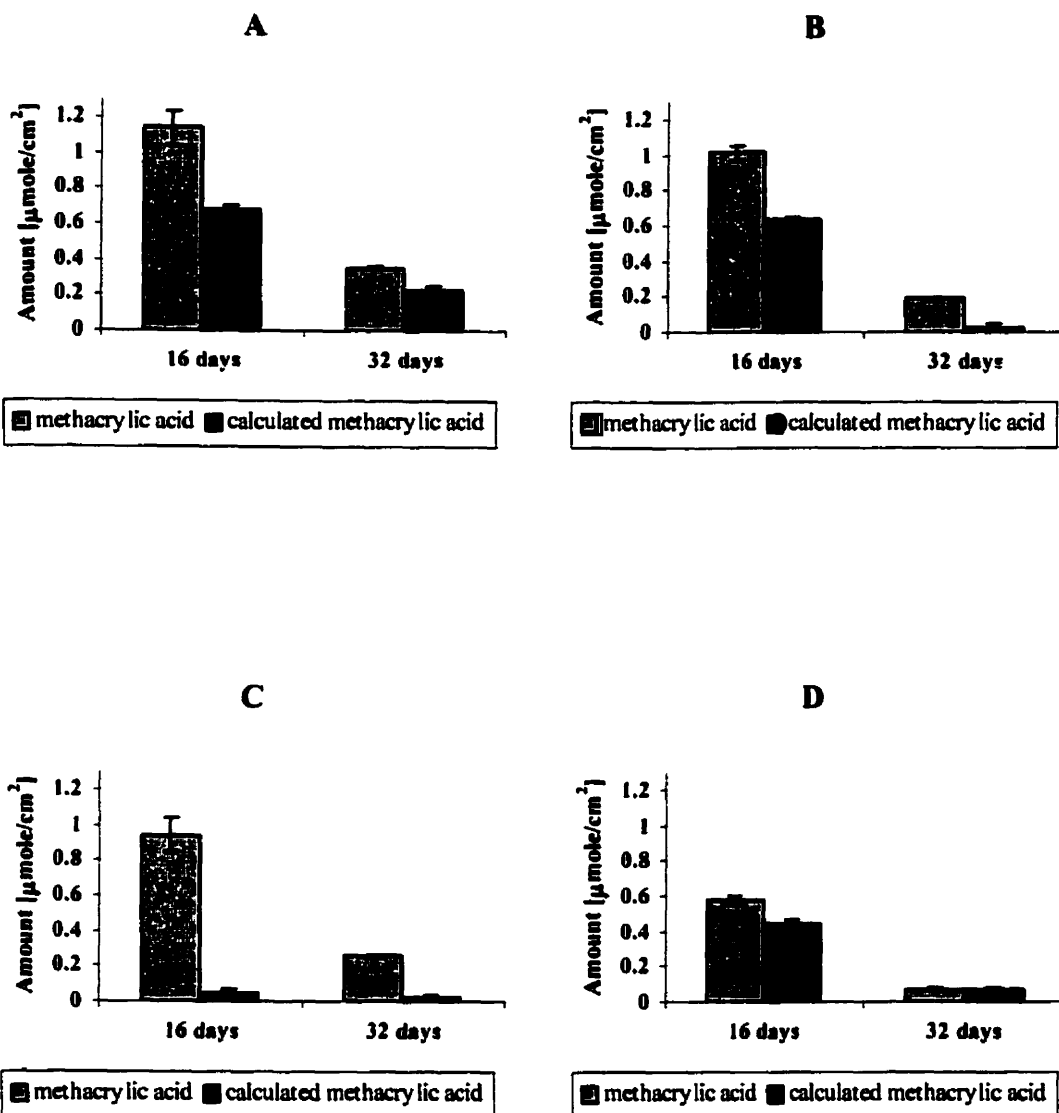 A
Amount [µmole/cm²]
1.2
1
0.8
0.6
0.4
0.2
0
16 days 32 days
methacrylic acid calculated methacrylic acid
B
Amount [µmole/cm²]
1.2
1
0.8
0.6
0.4
0.2
0
16 days 32 days
methacrylic acid calculated methacrylic acid
C
Amount [µmole/cm²]
1.2
1
0.8
0.6
0.4
0.2
0
16 days 32 days
methacrylic acid calculated methacrylic acid
D
Amount [µmole/cm²]
1.2
1
0.8
0.6
0.4
0.2
0
16 days 32 days
methacrylic acid calculated methacrylic acid